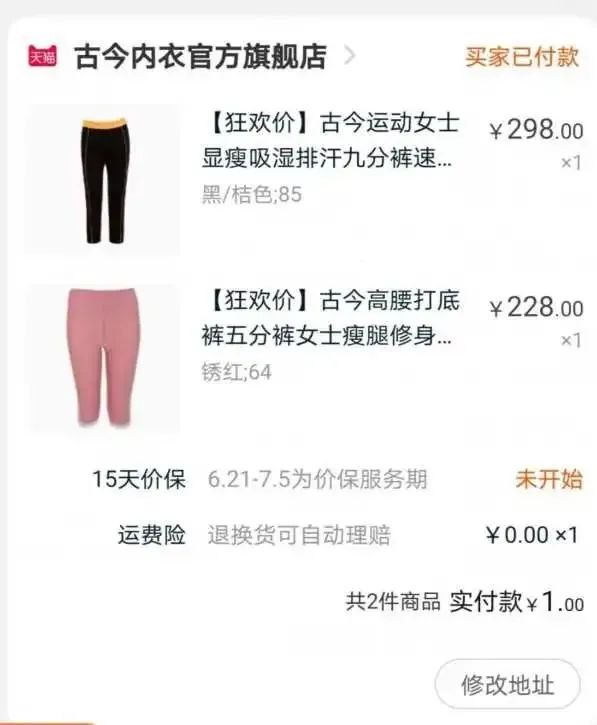 天猫 古今内衣官方旗舰店 > 买家已付款
【狂欢价】古今运动女士 ￥298.00
显瘦吸湿排汗九分裤速... ×1
黑/桔色;85
【狂欢价】古今高腰打底 ￥228.00
裤五分裤女士瘦腿修身... ×1
锈红;64
15天价保 6.21-7.5为价保服务期 未开始
运费险 退换货可自动理赔 ￥0.00 ×1
共2件商品 实付款￥1.00
修改地址